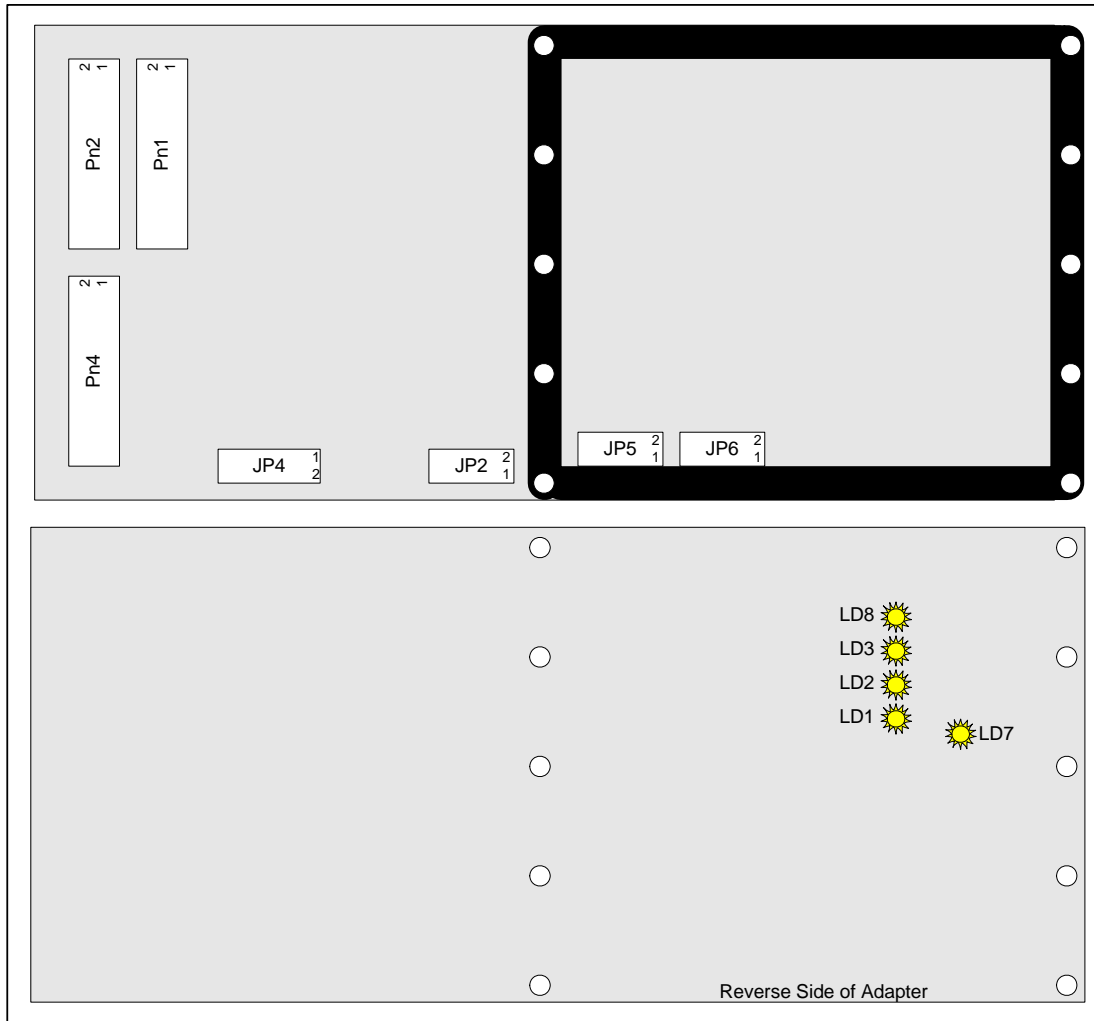 2 1
Pn2
2 1
Pn1
2 1
Pn4
JP4
1
2
JP2
2
1
JP5
2
1
JP6
2
1
LD8
LD3
LD2
LD1
LD7
Reverse Side of Adapter